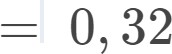 = 0,32